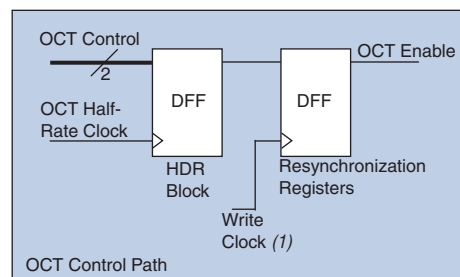 OCT Control
OCT Enable
2
DFF
DFF
OCT Half-
Rate Clock
HDR
Block
Resynchronization
Registers
Write
Clock (1)
OCT Control Path